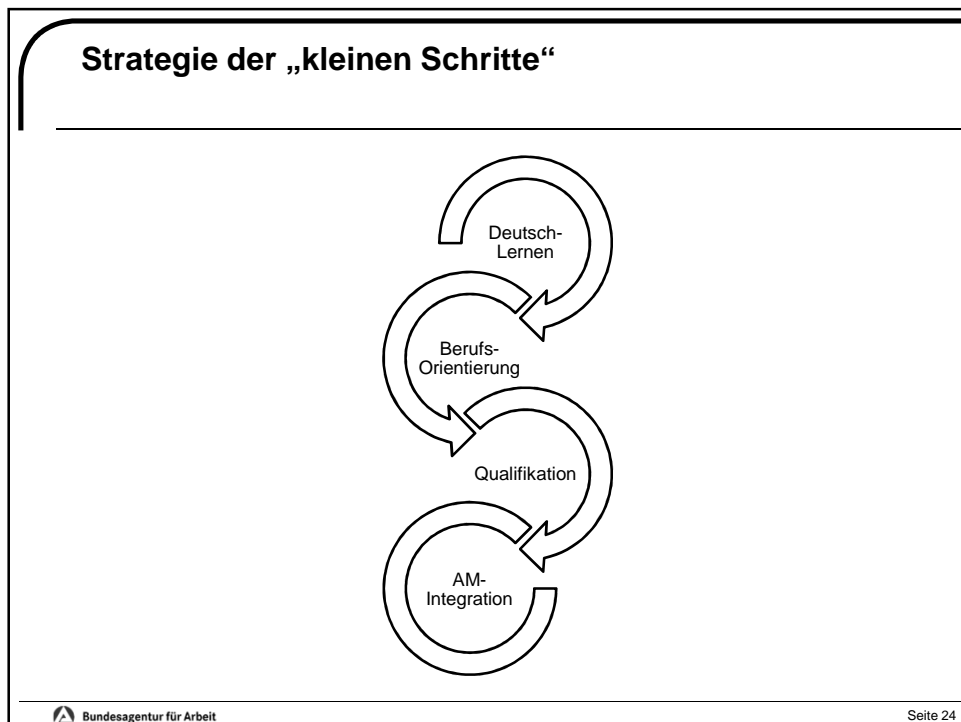 Strategie der „kleinen Schritte“
Deutsch-
Lernen
Berufs-
Orientierung
Qualifikation
AM-
Integration
Bundesagentur für Arbeit
Seite 24